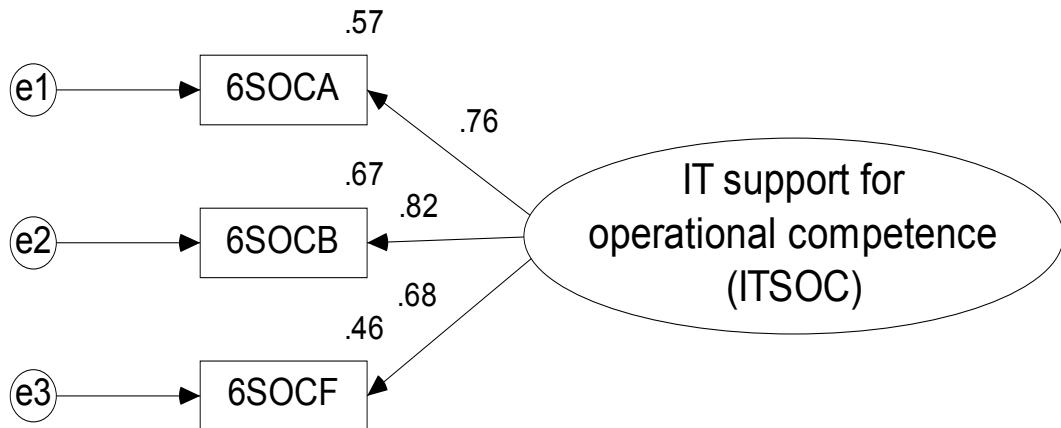 .57
e1
6SOCA
.76
.67
.82
e2
6SOCB
IT support for
operational competence
(ITSOC)
.68
.46
e3
6SOCF